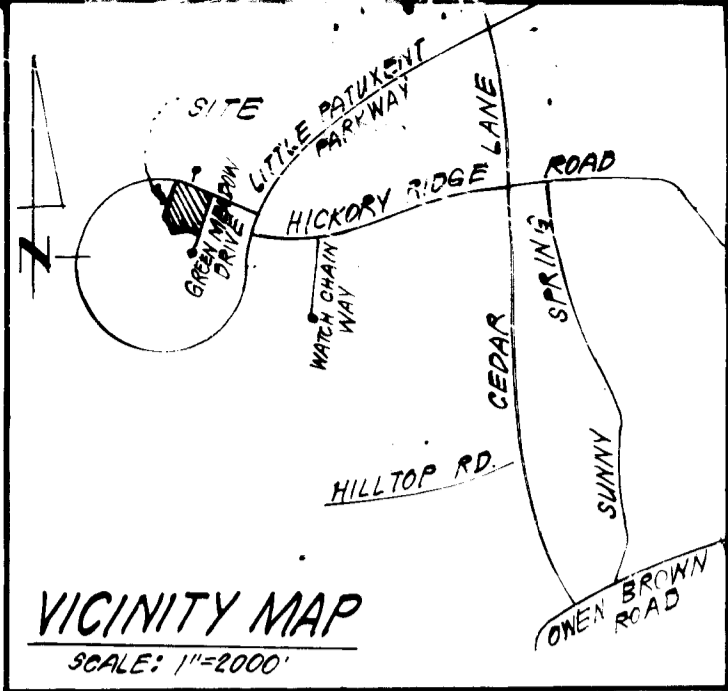 SITE
LITTLE PATUXENT
PARKWAY
LANE
HICKORY RIDGE
ROAD
GREEN MEADOW
DRIVE
WATCH CHAIN
WAY
SPRING
CEDAR
SUNNY
HILLTOP RD.
OWEN BROWN
ROAD
N
VICINITY MAP
SCALE: 1"=2000'